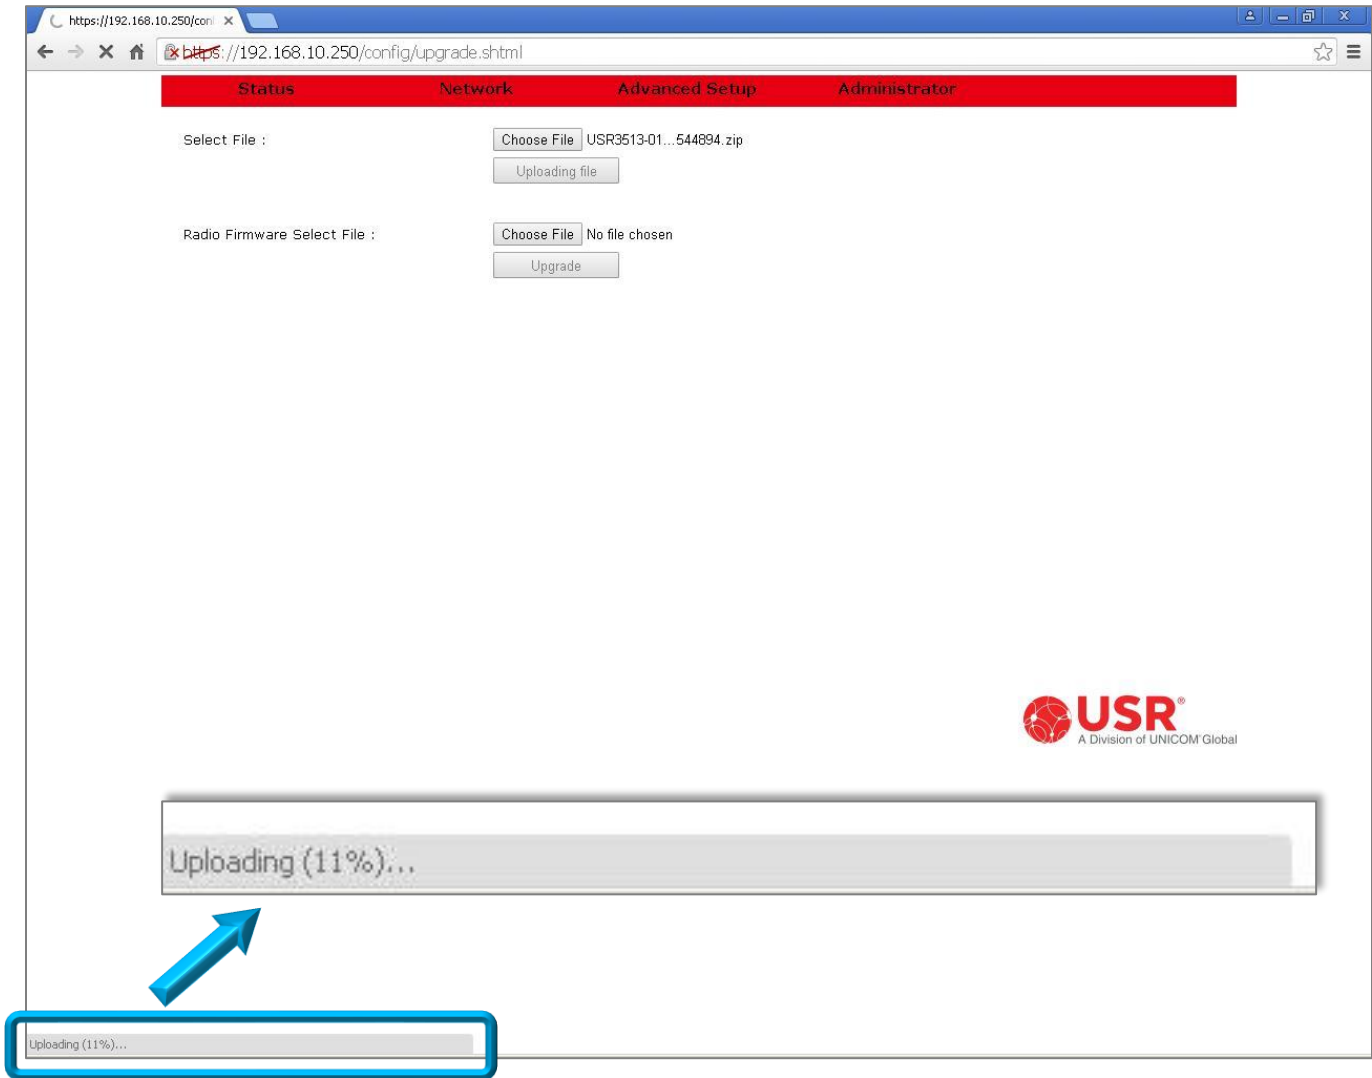 https://192.168.10.250/con
https://192.168.10.250/config/upgrade.shtml
Status Network Advanced Setup Administrator
Select File : Choose File USR3513-01...544894.zip
Uploading file
Radio Firmware Select File : Choose File No file chosen
Upgrade
USR®
A Division of UNICOM Global
Uploading (11%)...
Uploading (11%)...